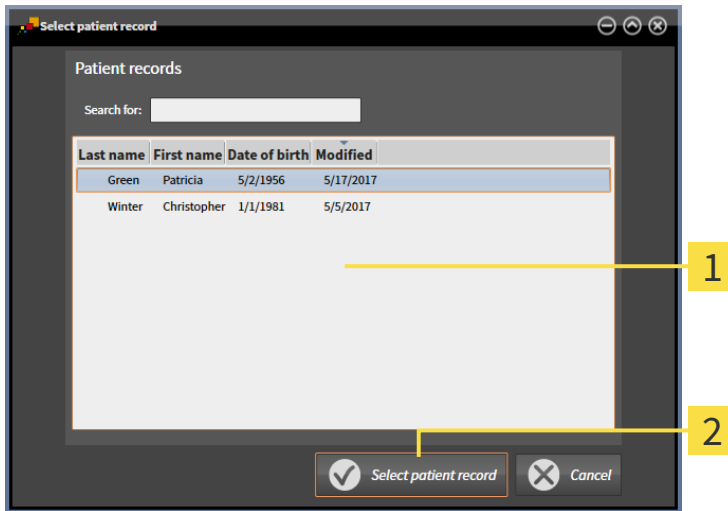 Select patient record
Patient records
Search for:
Last name First name Date of birth Modified
Green Patricia 5/2/1956 5/17/2017
Winter Christopher 1/1/1981 5/5/2017
1
2
Select patient record Cancel